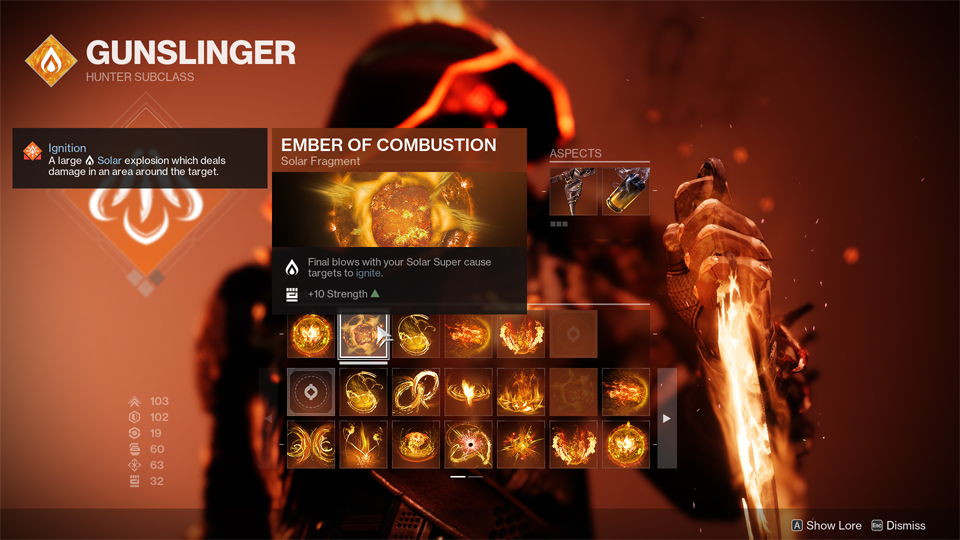 GUNSLINGER
HUNTER SUBCLASS
Ignition
A large Solar explosion which deals
damage in an area around the target.
EMBER OF COMBUSTION
Solar Fragment
Final blows with your Solar Super cause
targets to ignite.
+10 Strength
ASPECTS
103
102
19
60
63
32
A Show Lore Esc Dismiss